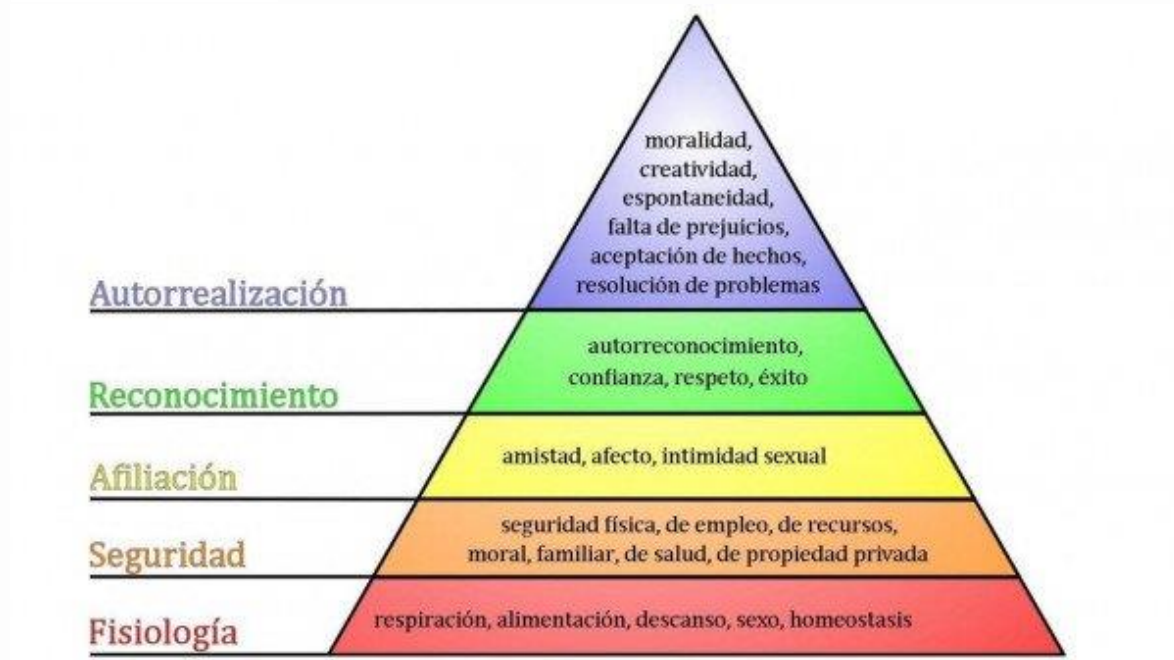 moralidad,
creatividad,
espontaneidad,
falta de prejuicios,
aceptación de hechos,
resolución de problemas
Autorrealización
autorreconocimiento,
confianza, respeto, éxito
Reconocimiento
amistad, afecto, intimidad sexual
Afiliación
seguridad física, de empleo, de recursos,
moral, familiar, de salud, de propiedad privada
Seguridad
respiración, alimentación, descanso, sexo, homeostasis
Fisiología